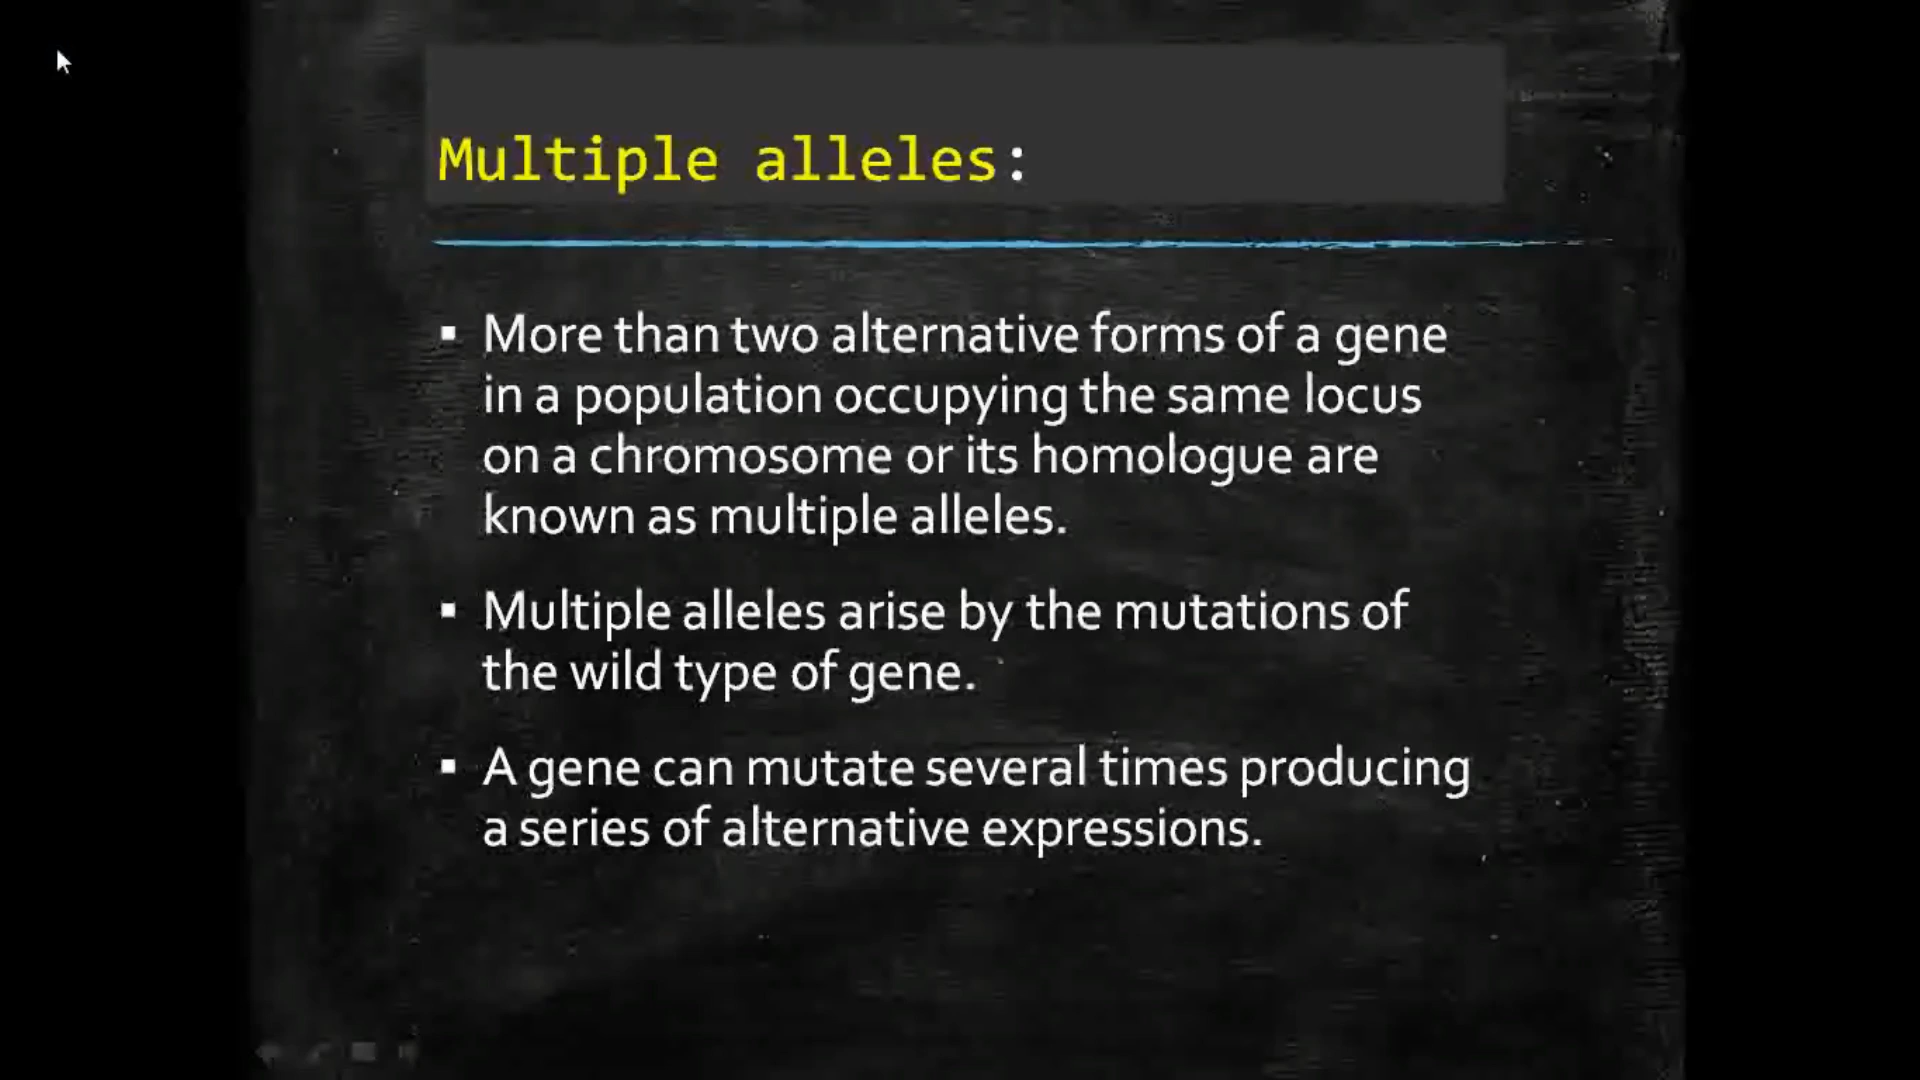 Multiple alleles:
▪ More than two alternative forms of a gene
in a population occupying the same locus
on a chromosome or its homologue are
known as multiple alleles.
▪ Multiple alleles arise by the mutations of
the wild type of gene.
▪ A gene can mutate several times producing
a series of alternative expressions.